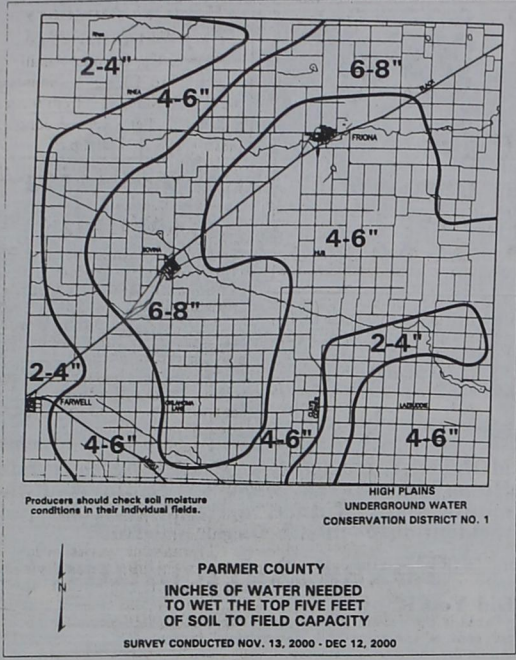 2-4"
RHEA
4-6"
6-8"
BLACK
FRIONA
4-6"
HUB
BOVINA
6-8"
2-4"
2-4"
FARWELL
OKLAHOMA
LANE
LAZBUDDIE
4-6"
4-6"
4-6"
Producers should check soil moisture
conditions in their individual fields.
HIGH PLAINS
UNDERGROUND WATER
CONSERVATION DISTRICT NO. 1
N
PARMER COUNTY
INCHES OF WATER NEEDED
TO WET THE TOP FIVE FEET
OF SOIL TO FIELD CAPACITY
SURVEY CONDUCTED NOV. 13, 2000 - DEC 12, 2000